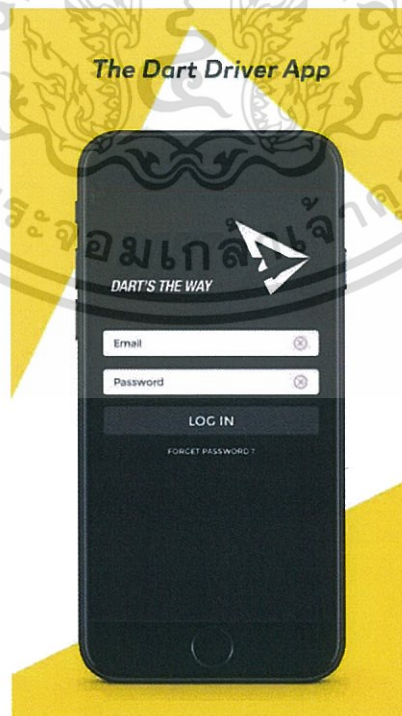 The Dart Driver App
DART'S THE WAY
Email
Password
LOG IN
FORGET PASSWORD ?